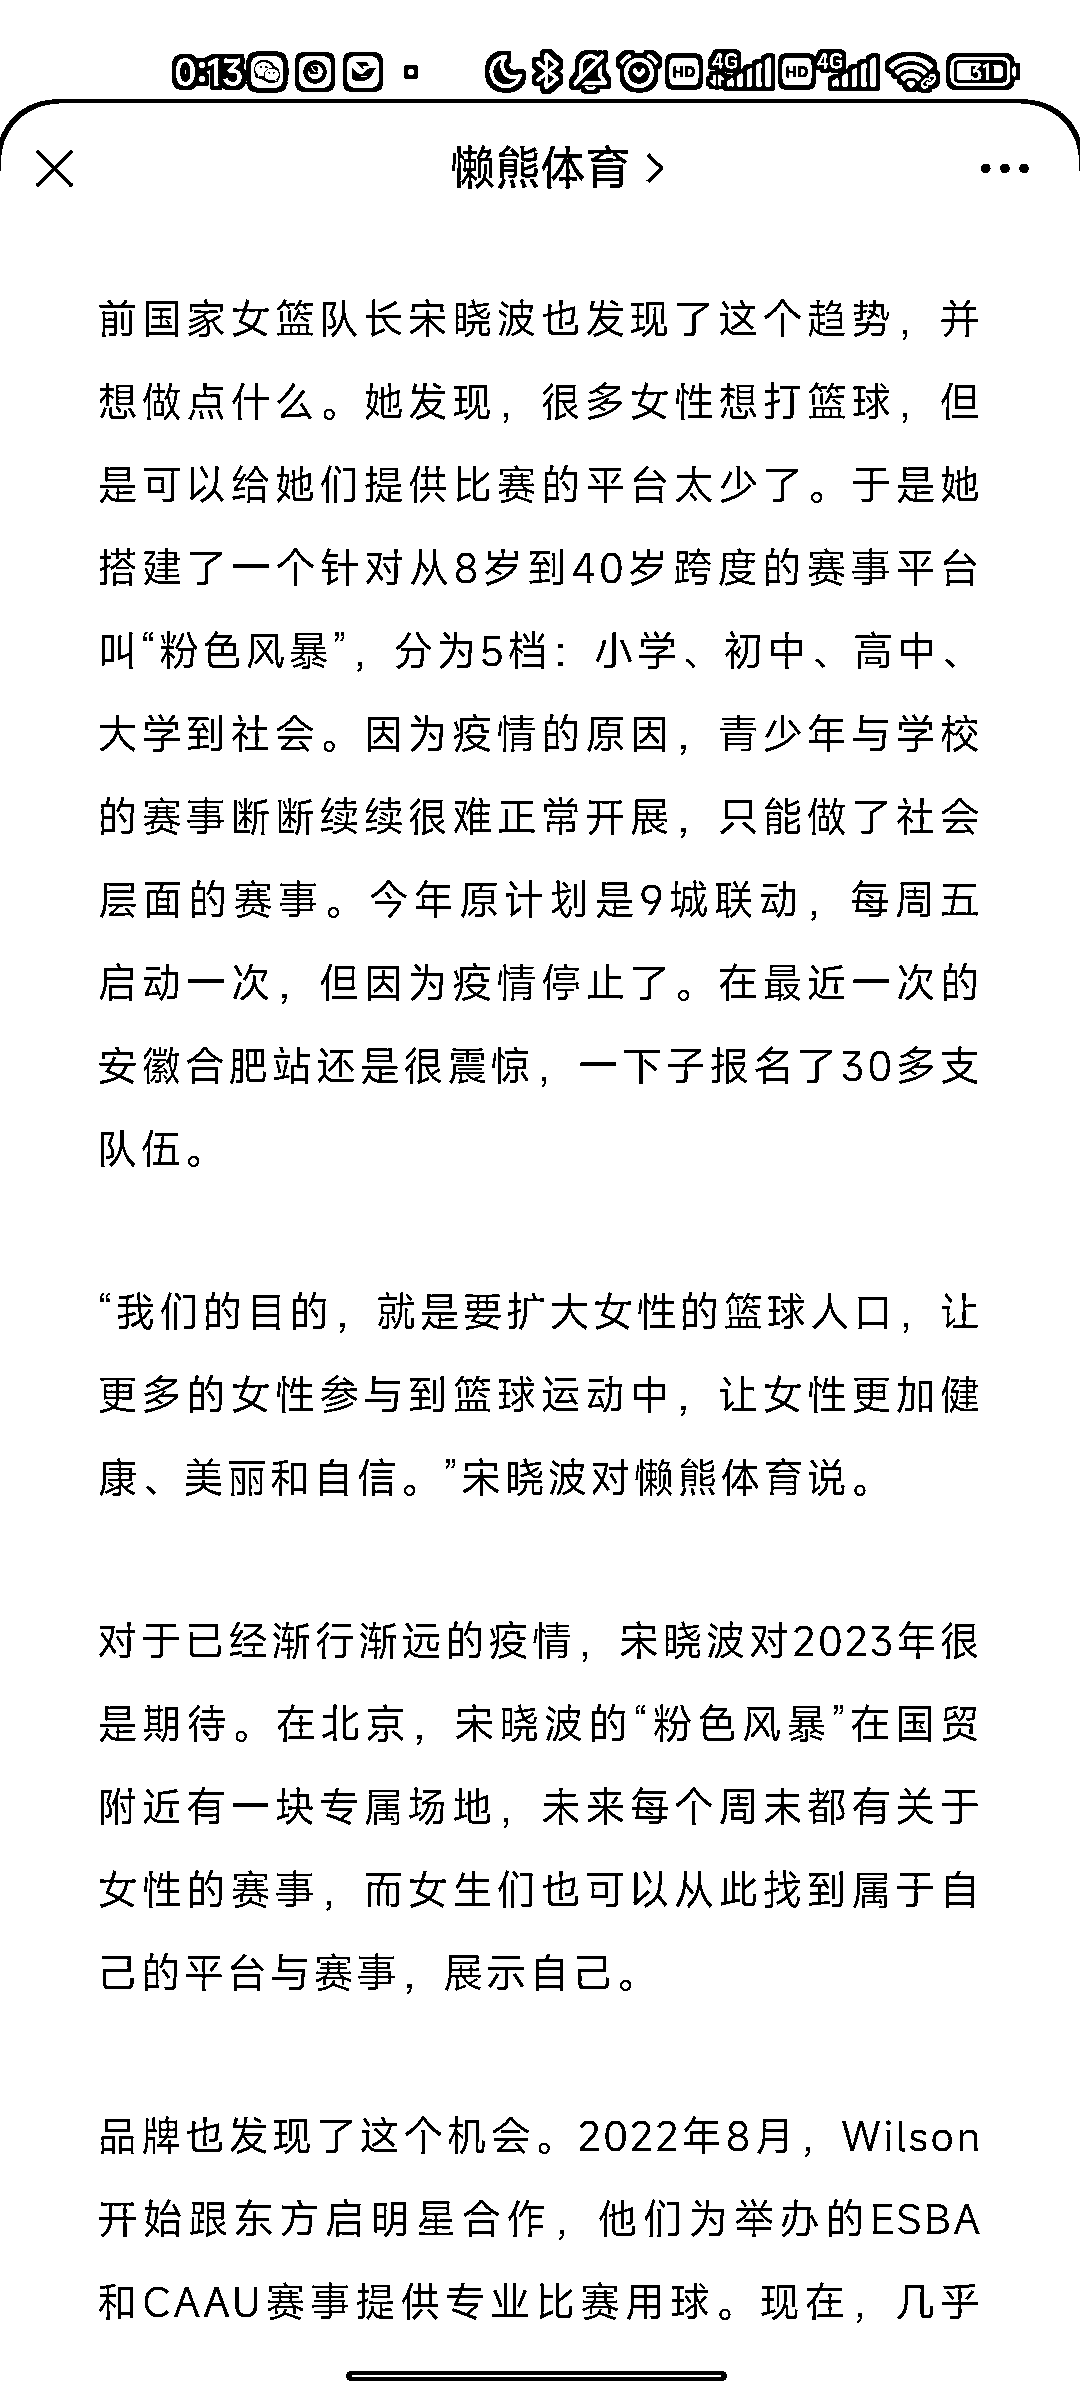 0:13
HD 4G HD 4G 31
懒熊体育
前国家女篮队长宋晓波也发现了这个趋势，并
想做点什么。她发现，很多女性想打篮球，但
是可以给她们提供比赛的平台太少了。于是她
搭建了一个针对从8岁到40岁跨度的赛事平台
叫“粉色风暴”，分为5档：小学、初中、高中、
大学到社会。因为疫情的原因，青少年与学校
的赛事断断续续很难正常开展，只能做了社会
层面的赛事。今年原计划是9城联动，每周五
启动一次，但因为疫情停止了。在最近一次的
安徽合肥站还是很震惊，一下子报名了30多支
队伍。
“我们的目的，就是要扩大女性的篮球人口，让
更多的女性参与到篮球运动中，让女性更加健
康、美丽和自信。”宋晓波对懒熊体育说。
对于已经渐行渐远的疫情，宋晓波对2023年很
是期待。在北京，宋晓波的“粉色风暴”在国贸
附近有一块专属场地，未来每个周末都有关于
女性的赛事，而女生们也可以从此找到属于自
己的平台与赛事，展示自己。
品牌也发现了这个机会。2022年8月，Wilson
开始跟东方启明星合作，他们为举办的ESBA
和CAAU赛事提供专业比赛用球。现在，几乎